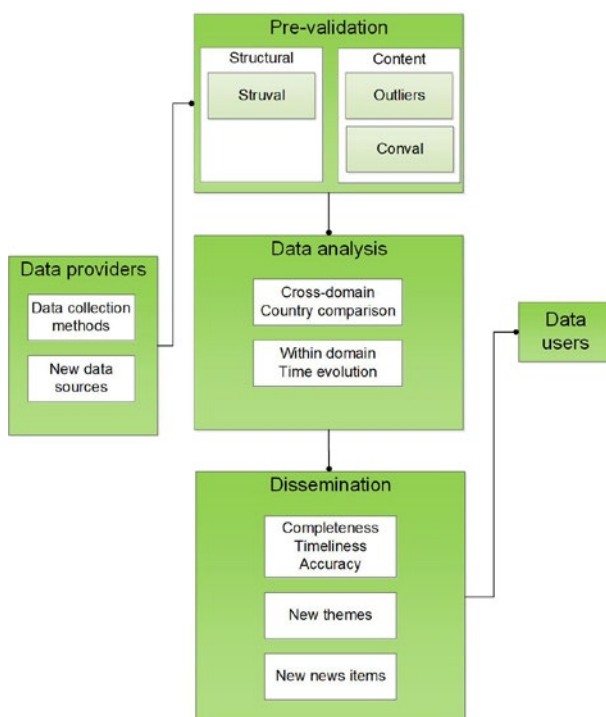 Pre-validation
Structural
Struval
Content
Outliers
Conval
Data providers
Data collection
methods
New data
sources
Data analysis
Cross-domain
Country comparison
Within domain
Time evolution
Data
users
Dissemination
Completeness
Timeliness
Accuracy
New themes
New news items